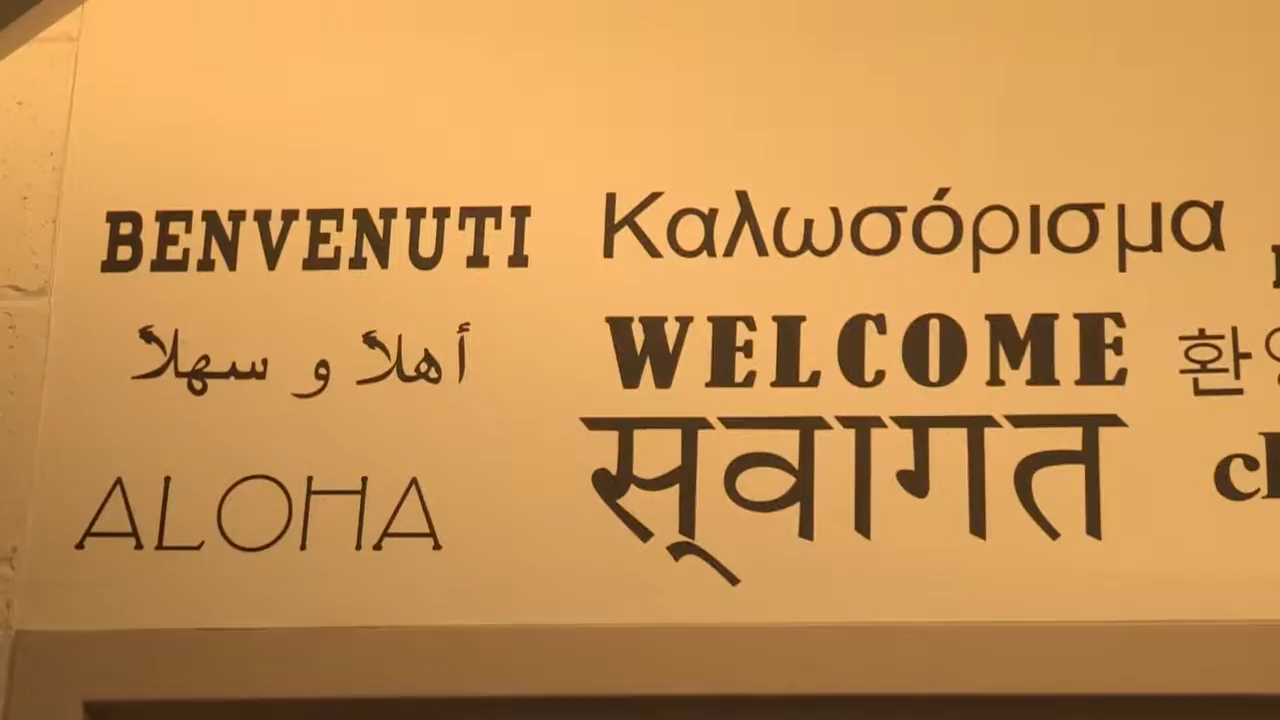 BENVENUTI
Καλωσόρισμα
أهلاً و سهلاً
WELCOME
환
ALOHA
स्वागत